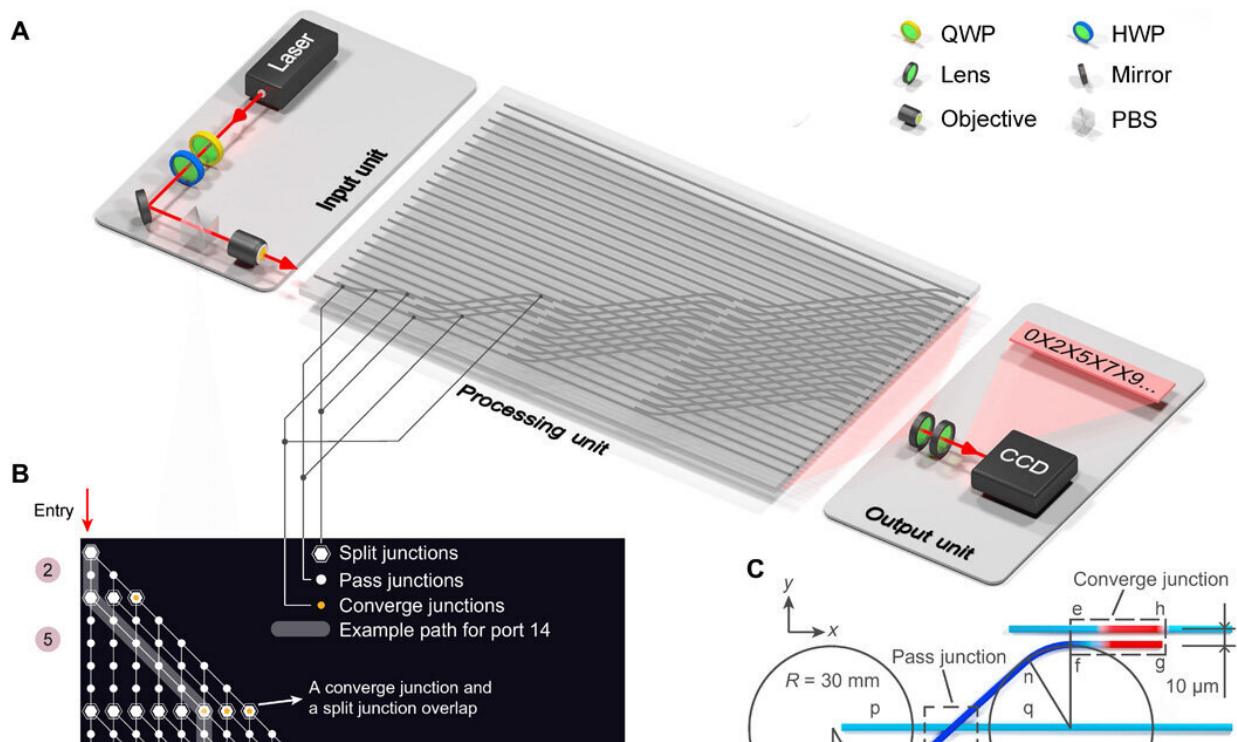 A
Laser
Input unit
QWP
HWP
Lens
Mirror
Objective
PBS
Processing unit
0X2X5X7X9...
CCD
Output unit
B
Entry
2
5
Split junctions
Pass junctions
Converge junctions
Example path for port 14
A converge junction and
a split junction overlap
C
y
x
Converge junction
e
h
Pass junction
f
g
n
R = 30 mm
10 µm
p
q